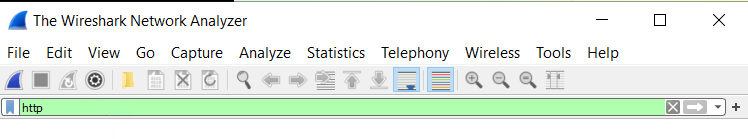 The Wireshark Network Analyzer
File Edit View Go Capture Analyze Statistics Telephony Wireless Tools Help
http